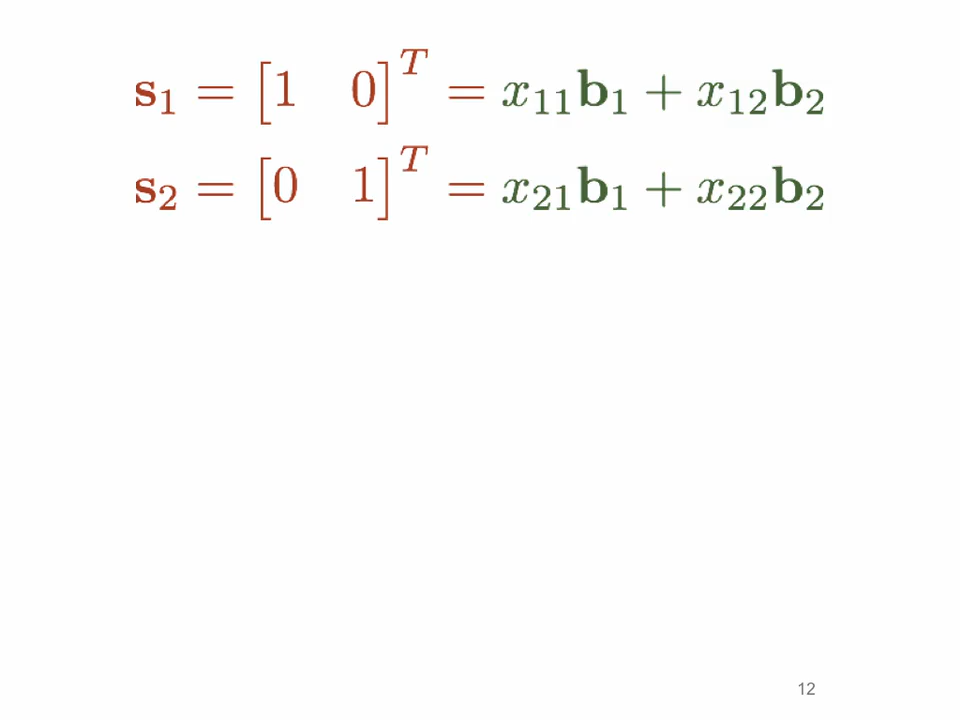 s₁ = [1 0]ᵀ = x₁₁b₁ + x₁₂b₂
s₂ = [0 1]ᵀ = x₂₁b₁ + x₂₂b₂
12